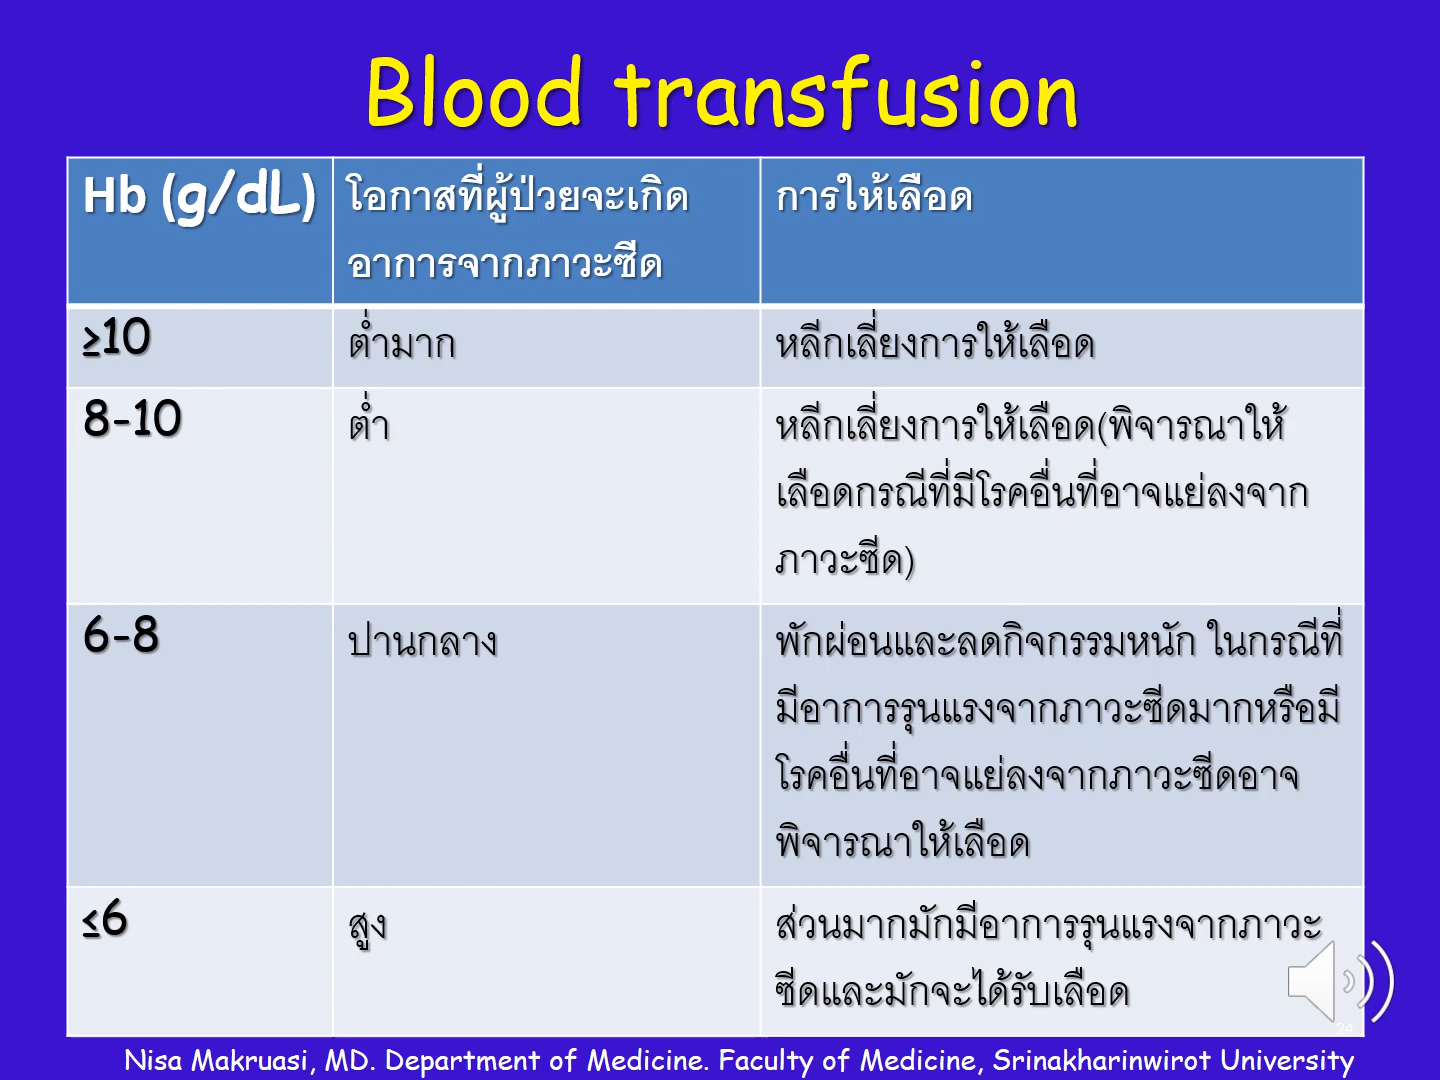 Blood transfusion
Hb (g/dL)
โอกาสที่ผู้ป่วยจะเกิด
อาการจากภาวะซีด
การให้เลือด
≥10
ต่ำมาก
หลีกเลี่ยงการให้เลือด
8-10
ต่ำ
หลีกเลี่ยงการให้เลือด(พิจารณาให้
เลือดกรณีที่มีโรคอื่นที่อาจแย่ลงจาก
ภาวะซีด)
6-8
ปานกลาง
พักผ่อนและลดกิจกรรมหนัก ในกรณีที่
มีอาการรุนแรงจากภาวะซีดมากหรือมี
โรคอื่นที่อาจแย่ลงจากภาวะซีดอาจ
พิจารณาให้เลือด
≤6
สูง
ส่วนมากมักมีอาการรุนแรงจากภาวะ
ซีดและมักจะได้รับเลือด
24
Nisa Makruasi, MD. Department of Medicine. Faculty of Medicine, Srinakharinwirot University